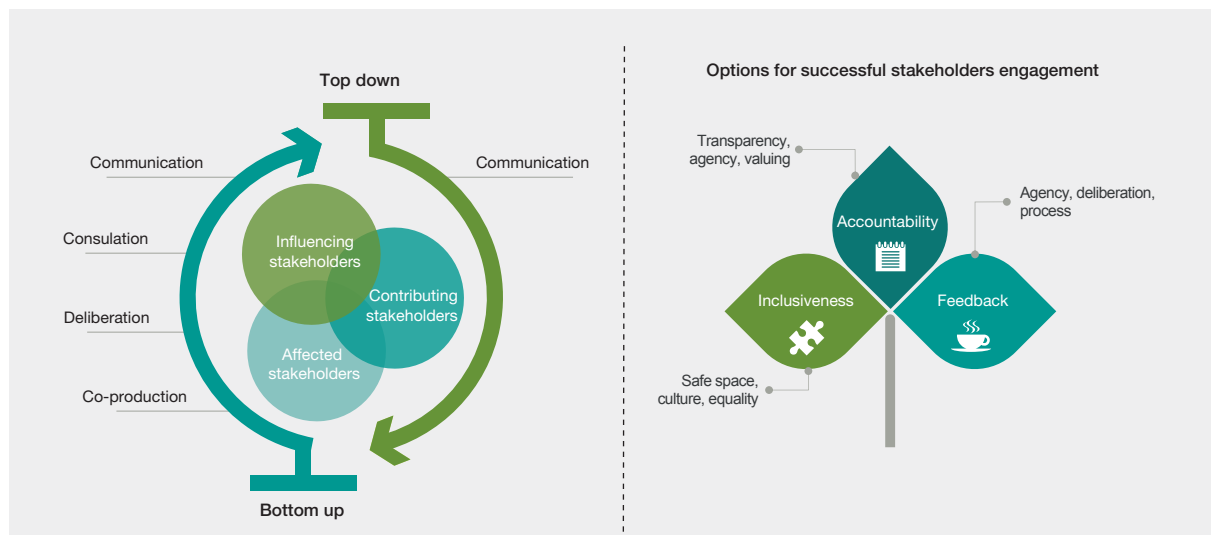 Top down
Communication
Consulation
Deliberation
Co-production
Communication
Influencing
stakeholders
Contributing
stakeholders
Affected
stakeholders
Bottom up
Options for successful stakeholders engagement
Transparency,
agency, valuing
Accountability
Agency, deliberation,
process
Inclusiveness
Feedback
Safe space,
culture, equality